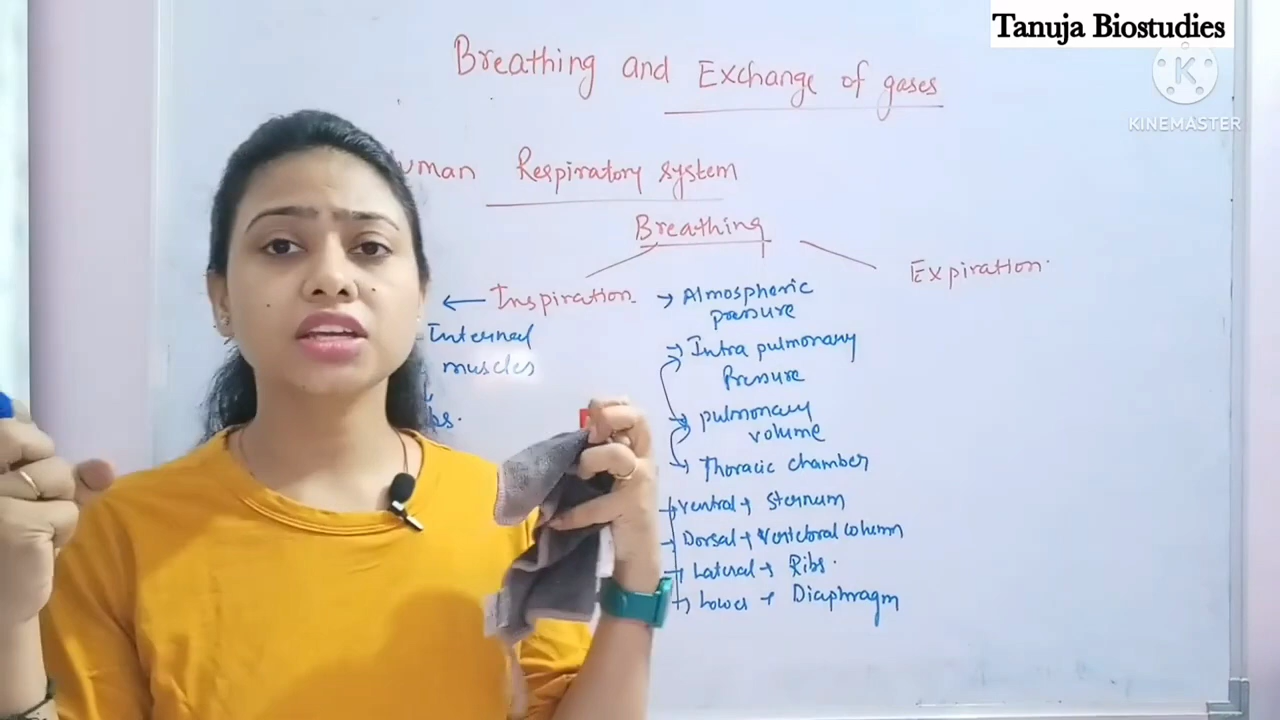 Tanuja Biostudies
K
KINEMASTER
Breathing and Exchange of gases
uman Respiratory system
Breathing
Inspiration
Expiration
Internal
muscles
bs.
→ Atmospheric
pressure
→ Intra pulmonary
Pressure
→ pulmonary
volume
→ Thoracic chamber
→ Ventral → Sternum
→ Dorsal → Vertebral column
→ Lateral → Ribs.
→ Lower → Diaphragm